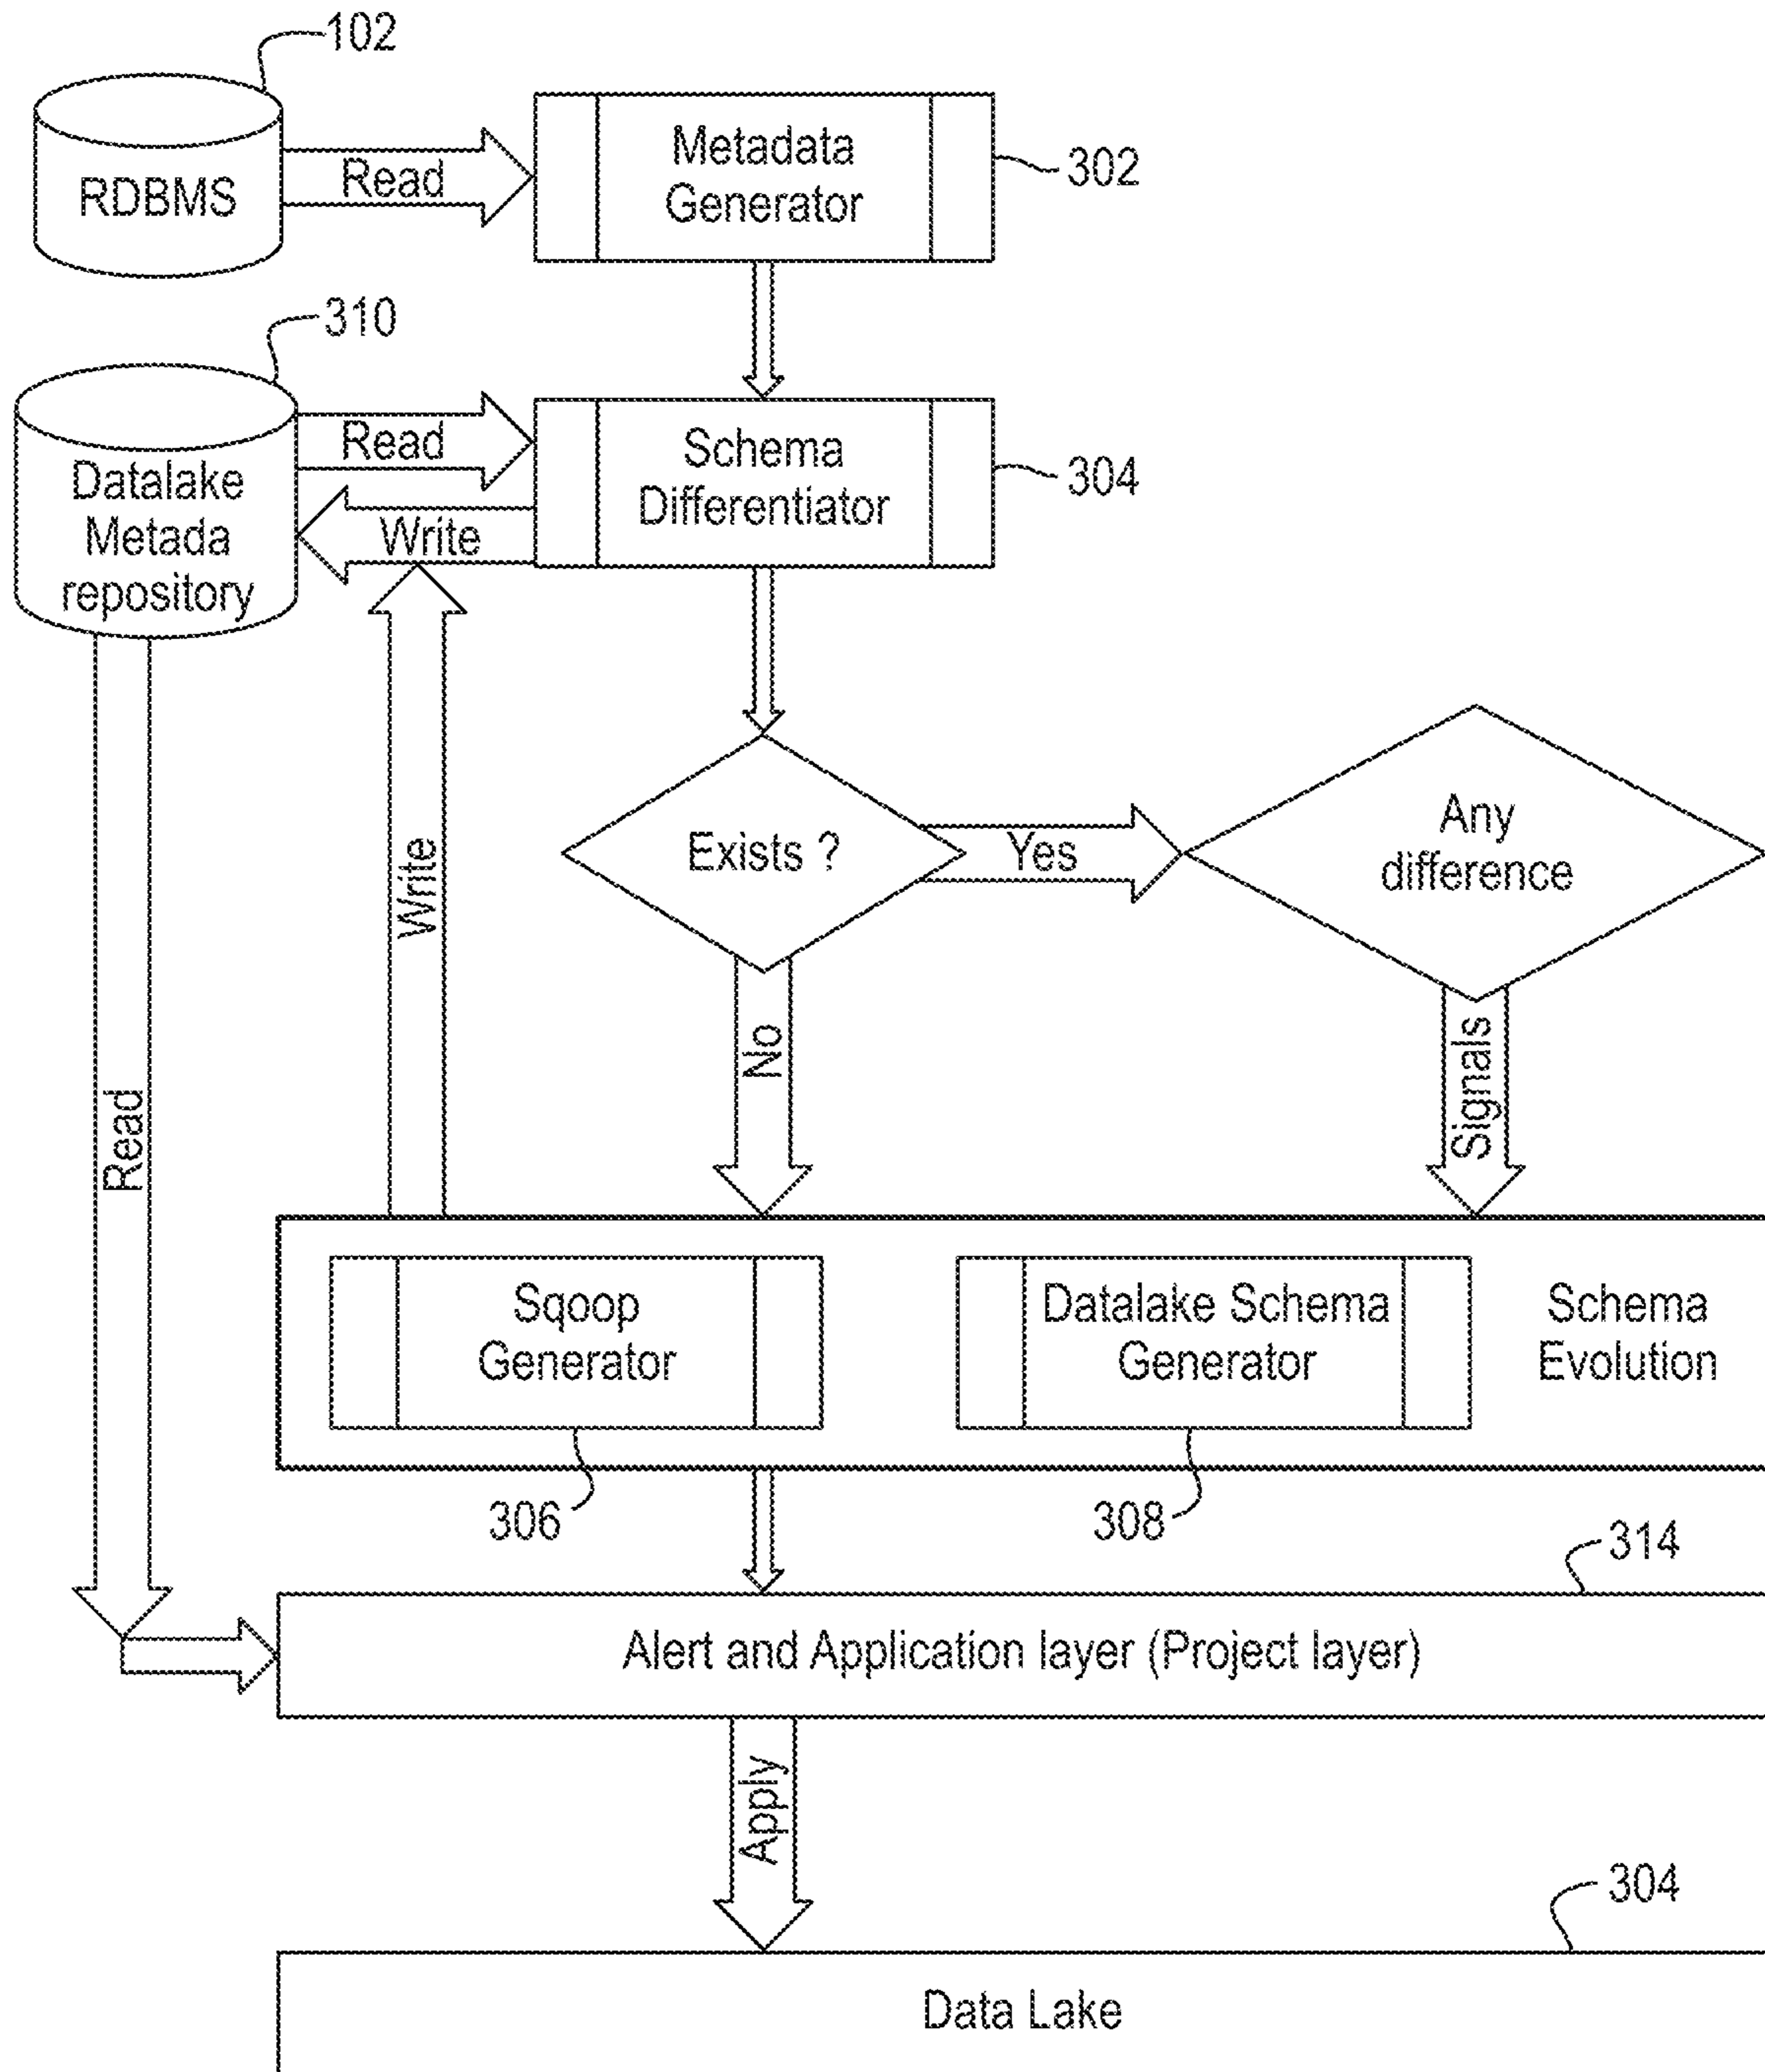 102
RDBMS
Read
Metadata
Generator
302
310
Datalake
Metada
repository
Read
Write
Schema
Differentiator
304
Exists ?
Yes
Any
difference
Write
No
Signals
Read
Sqoop
Generator
Datalake Schema
Generator
Schema
Evolution
306
308
314
Alert and Application layer (Project layer)
Apply
304
Data Lake